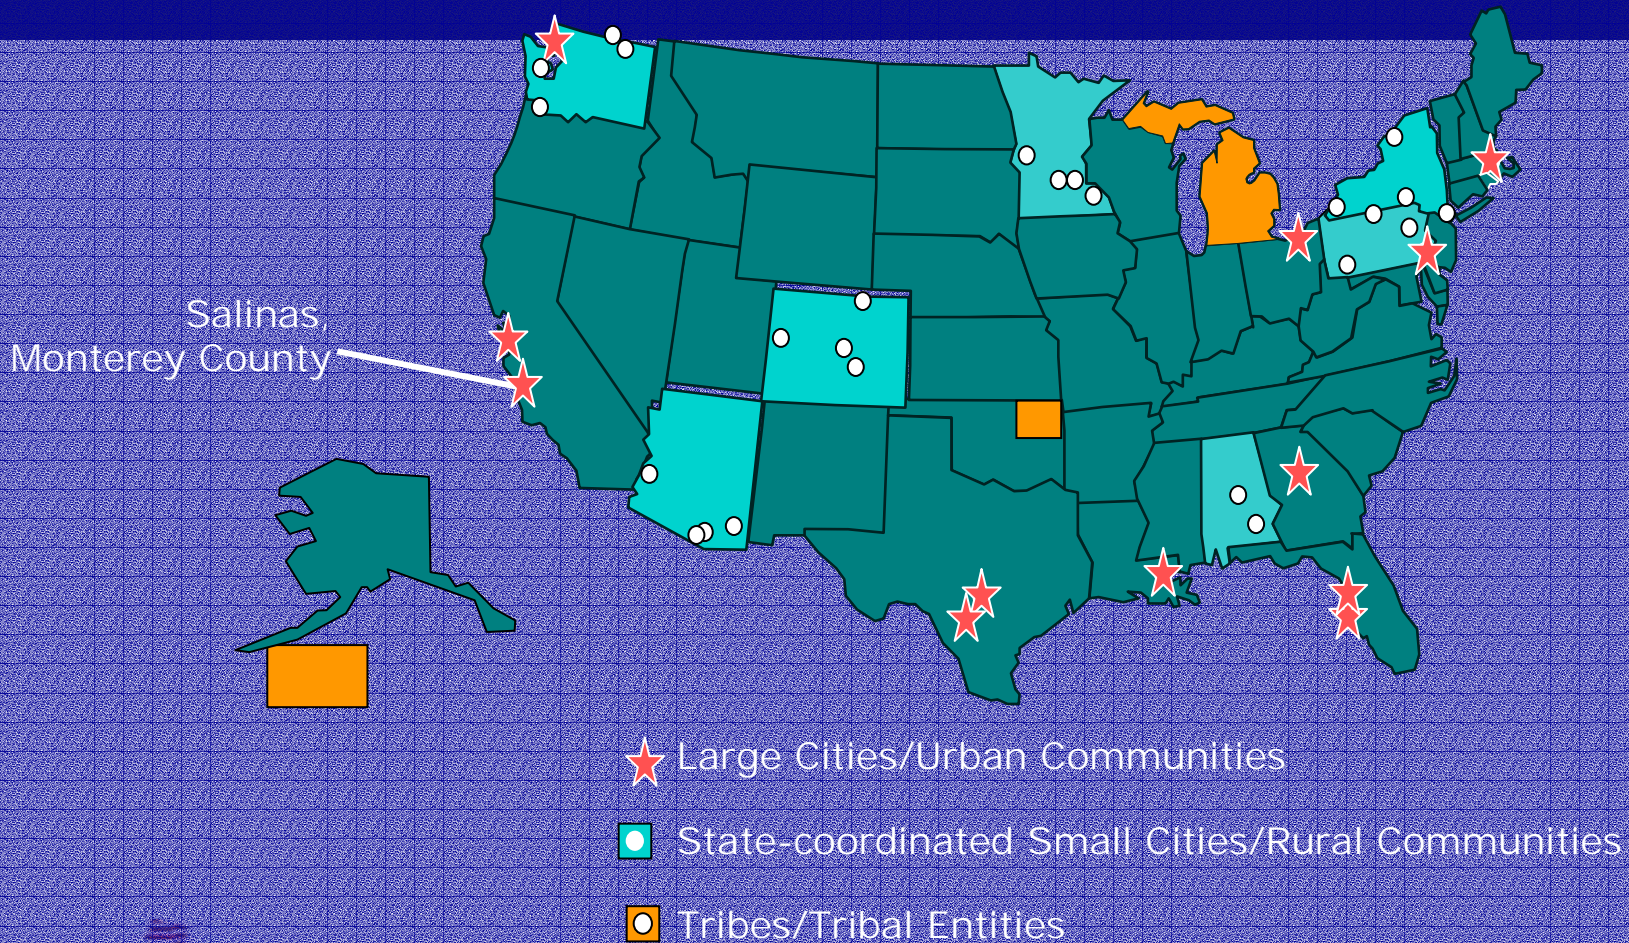 Salinas,
Monterey County
Large Cities/Urban Communities
State-coordinated Small Cities/Rural Communities
Tribes/Tribal Entities